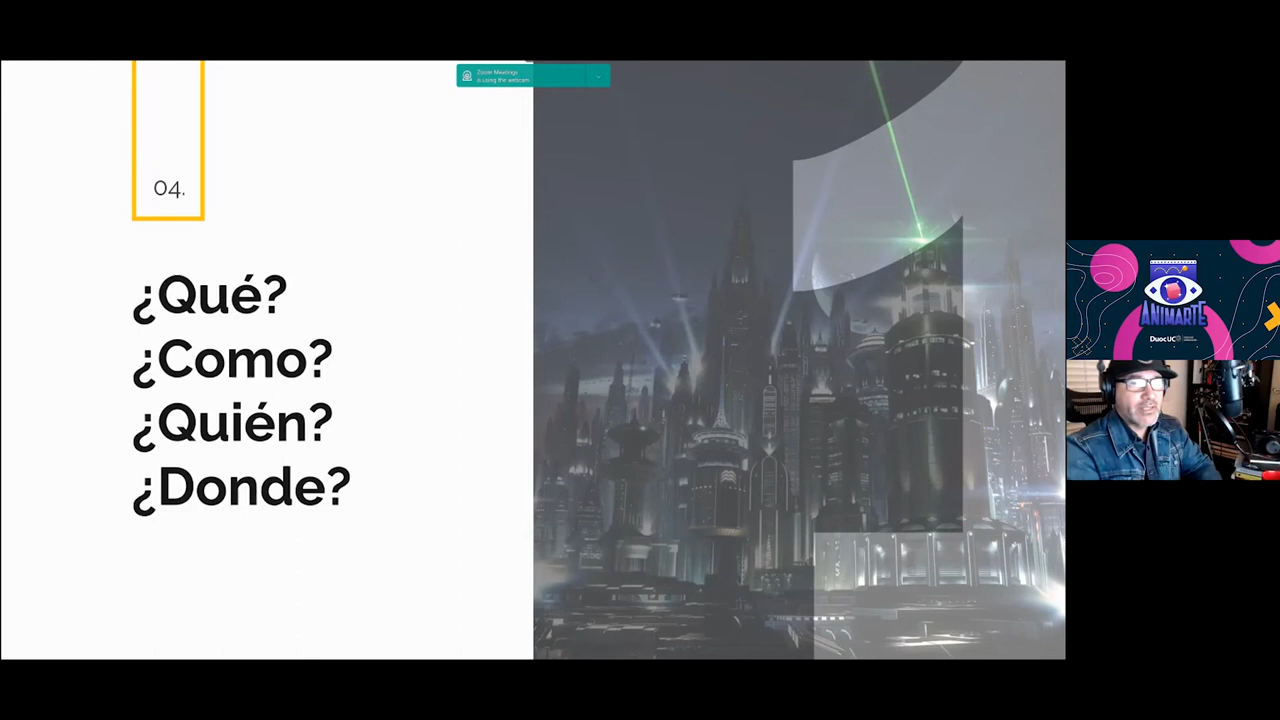 Zoom Meetings
is using the webcam
04.
¿Qué?
¿Como?
¿Quién?
¿Donde?
ANIMARTE
DuocUC